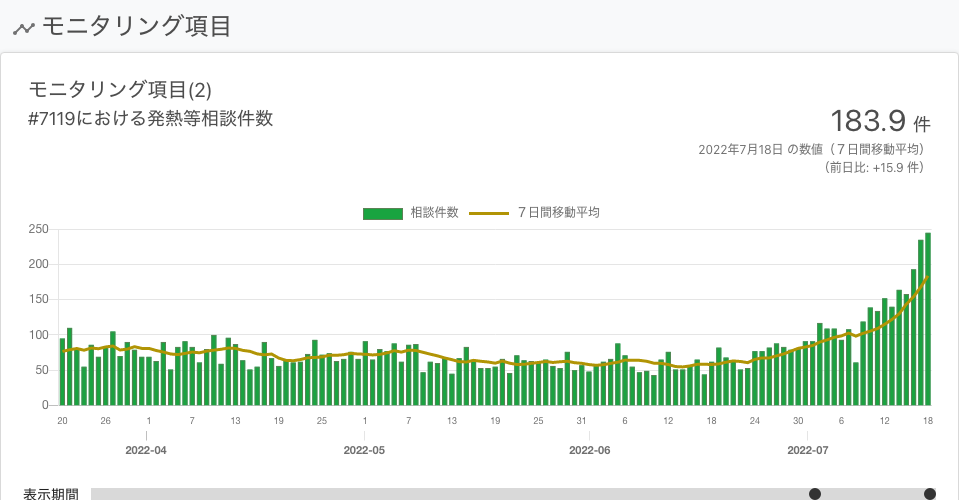 モニタリング項目
モニタリング項目(2)
#7119における発熱等相談件数
183.9 件
2022年7月18日 の数値（７日間移動平均）
（前日比: +15.9 件）
相談件数 ７日間移動平均
250
200
150
100
50
0
20 26 1 7 13 19 25 1 7 13 19 25 31 6 12 18 24 30 6 12 18
2022-04 2022-05 2022-06 2022-07
表示期間